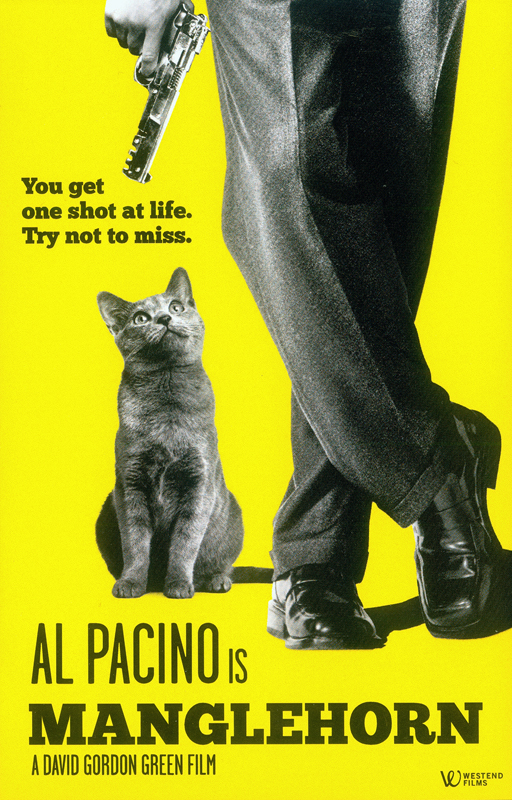 You get
one shot at life.
Try not to miss.
AL PACINO IS
MANGLEHORN
A DAVID GORDON GREEN FILM
W WESTEND
FILMS